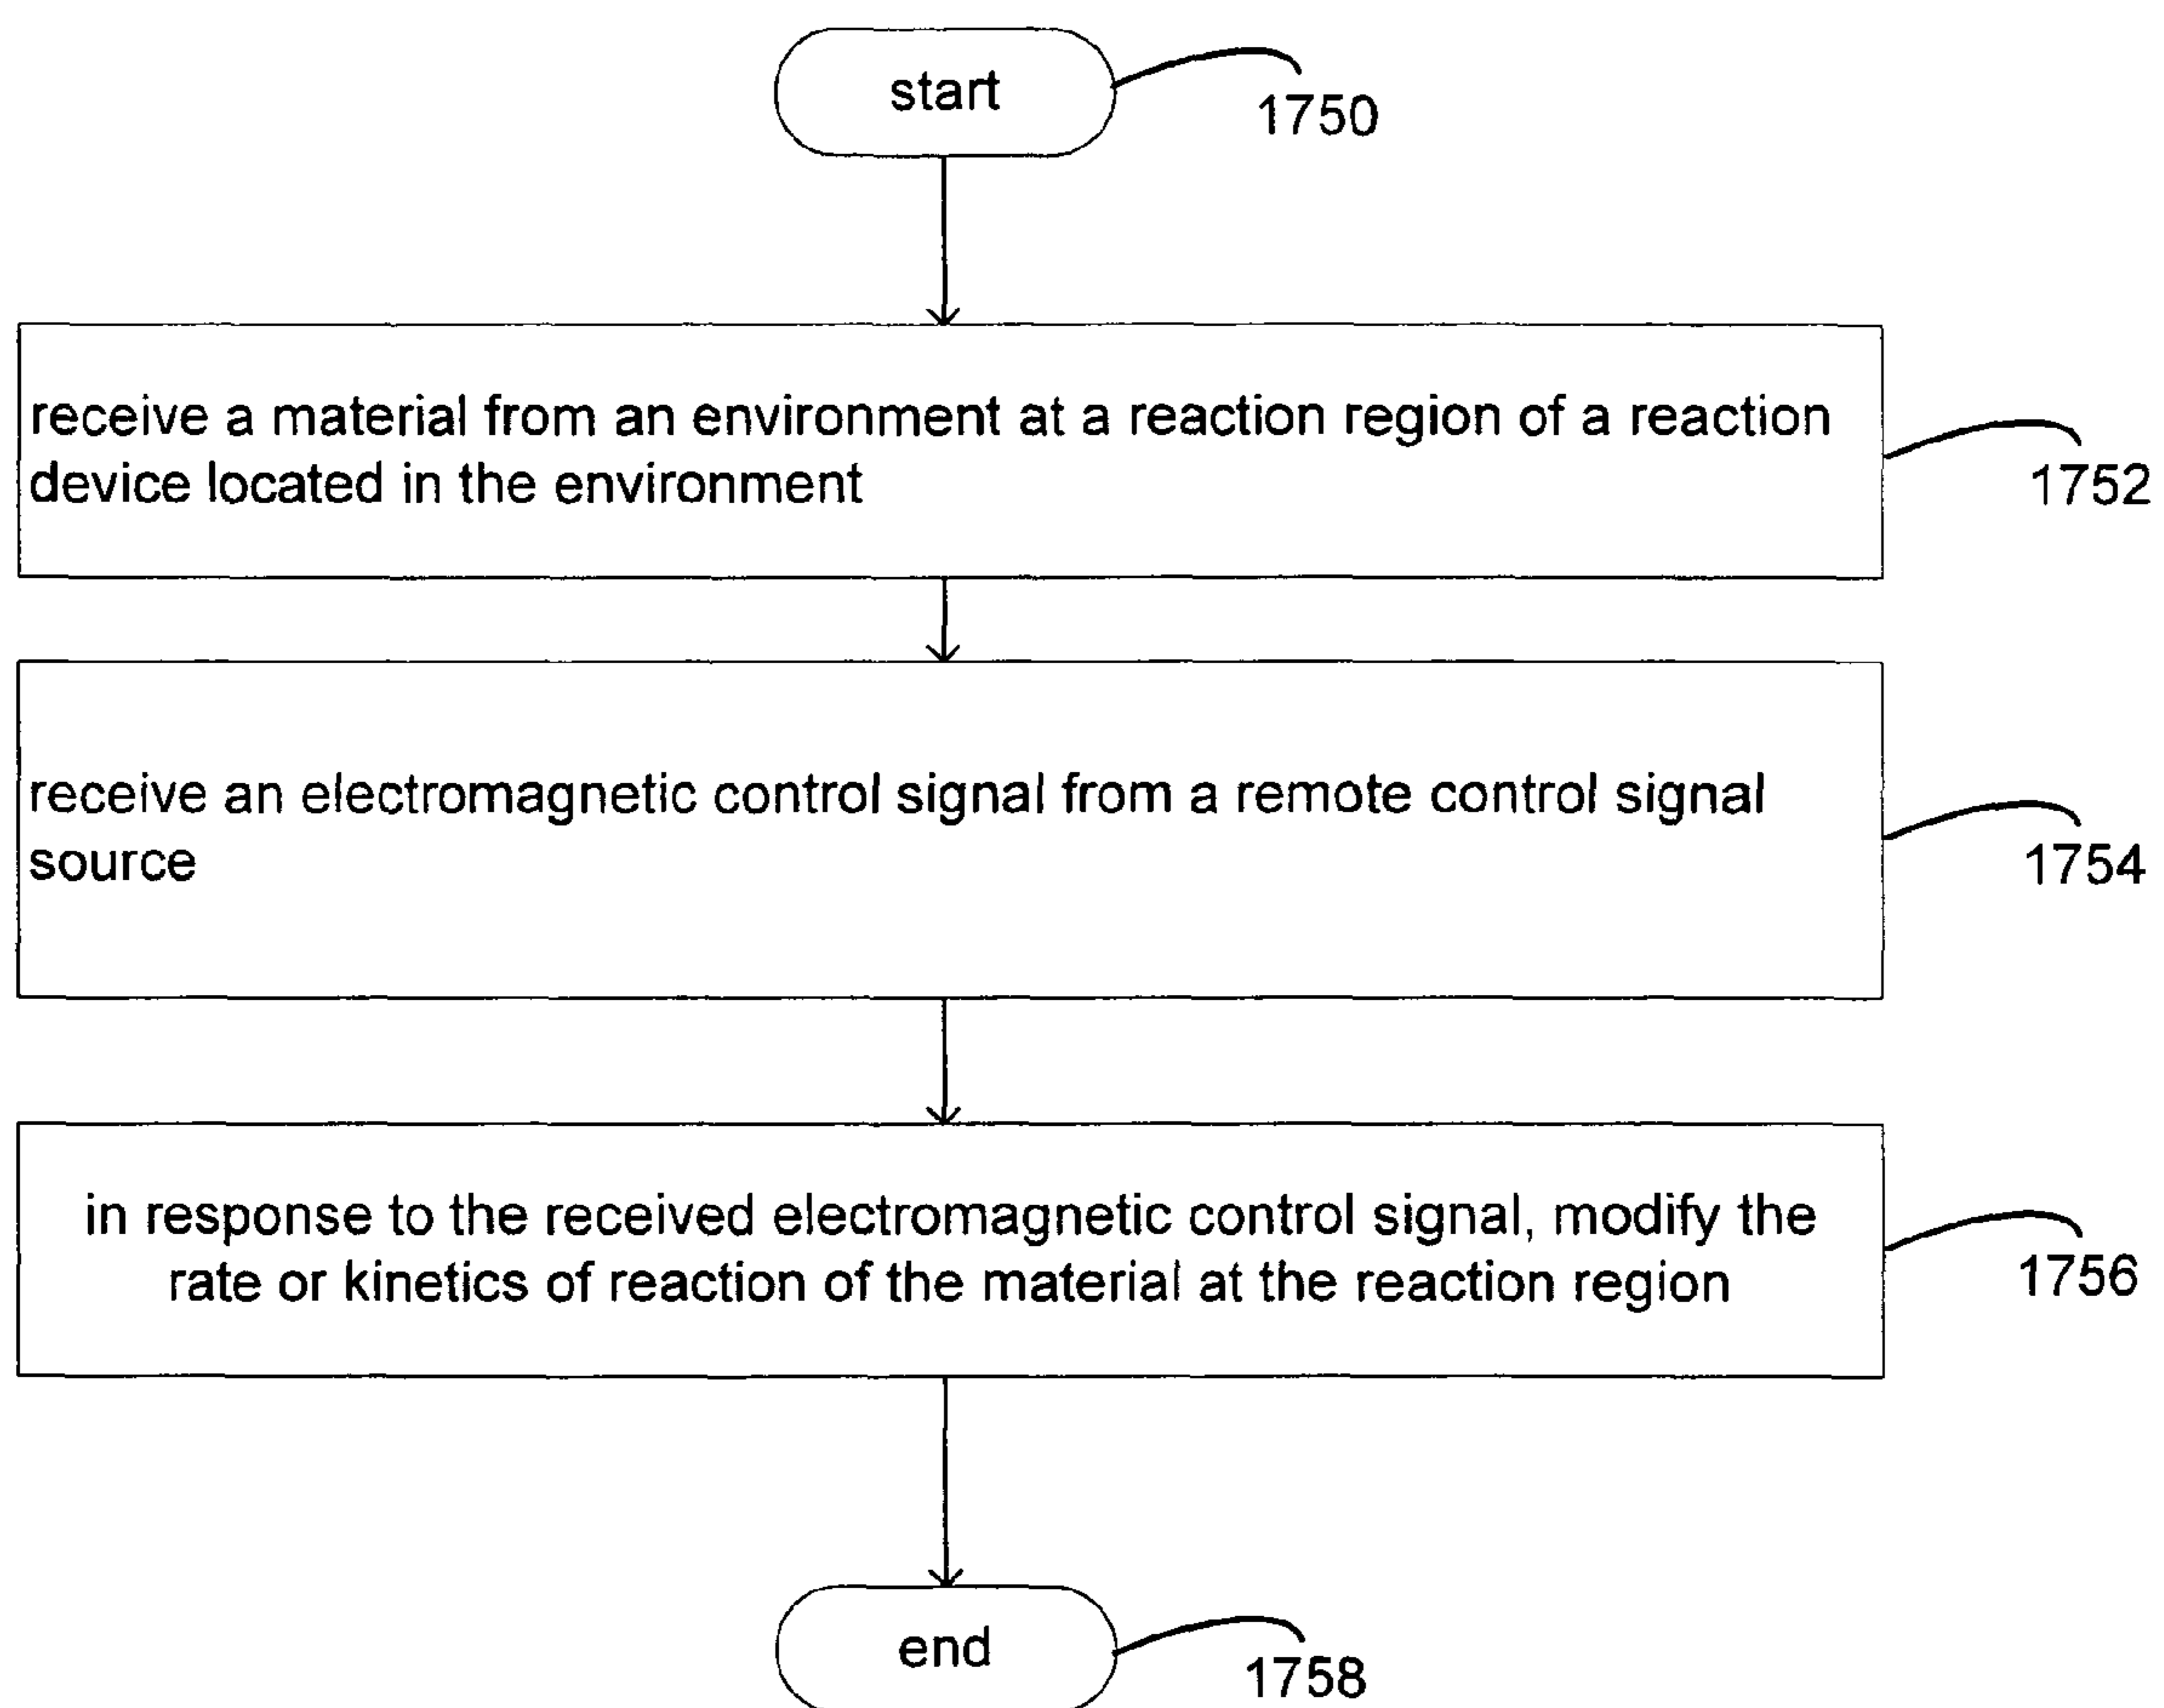 start
1750
receive a material from an environment at a reaction region of a reaction
device located in the environment
1752
receive an electromagnetic control signal from a remote control signal
source
1754
in response to the received electromagnetic control signal, modify the
rate or kinetics of reaction of the material at the reaction region
1756
end
1758